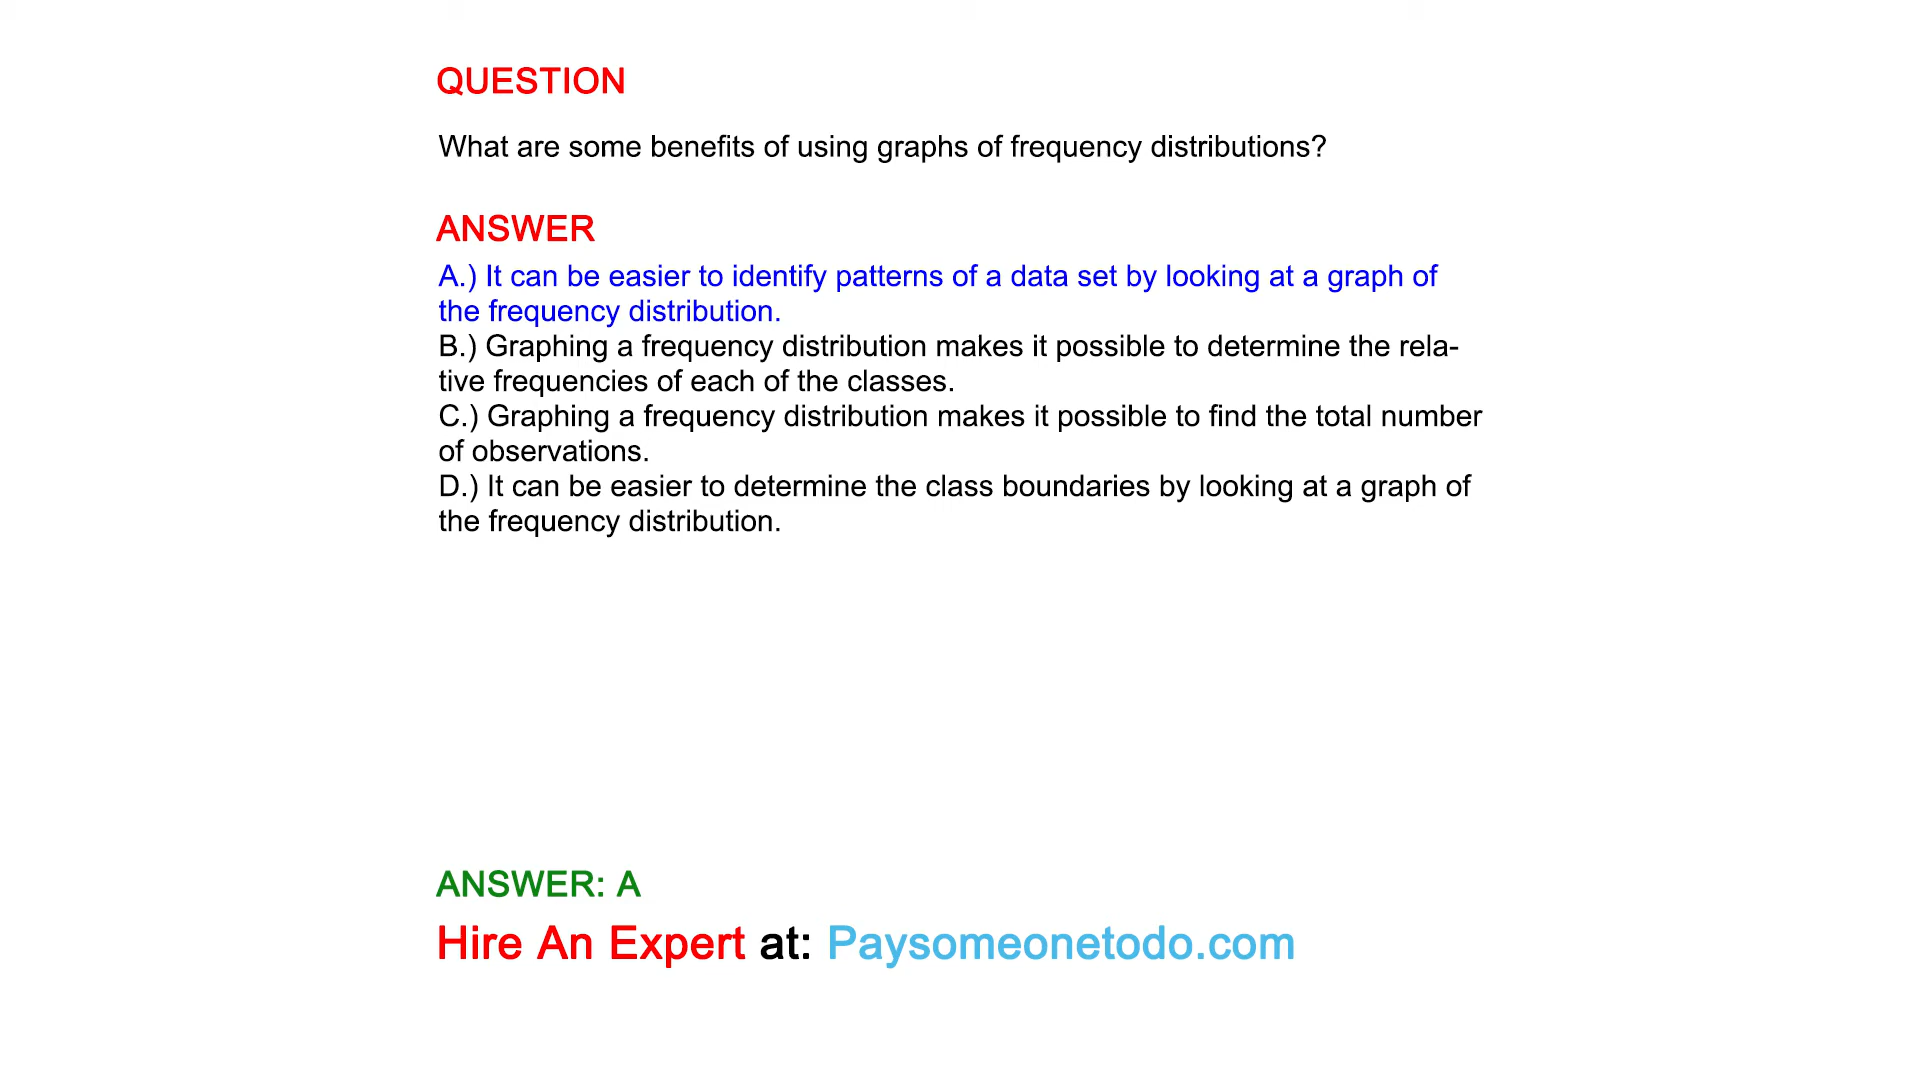 QUESTION
What are some benefits of using graphs of frequency distributions?
ANSWER
A.) It can be easier to identify patterns of a data set by looking at a graph of
the frequency distribution.
B.) Graphing a frequency distribution makes it possible to determine the rela-
tive frequencies of each of the classes.
C.) Graphing a frequency distribution makes it possible to find the total number
of observations.
D.) It can be easier to determine the class boundaries by looking at a graph of
the frequency distribution.
ANSWER: A
Hire An Expert at: Paysomeonetodo.com